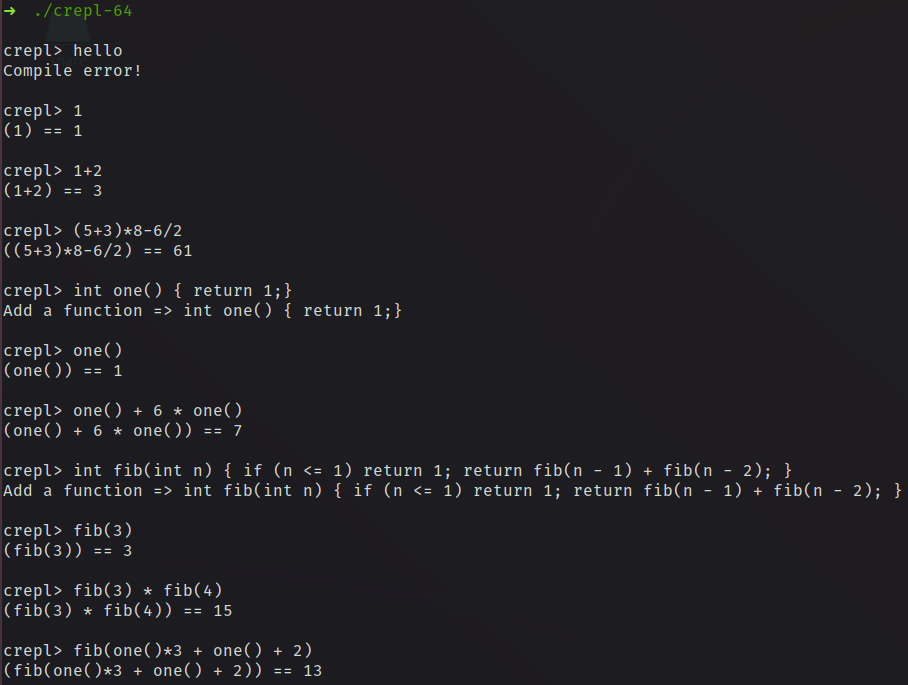 ➜ ./crepl-64
crepl> hello
Compile error!
crepl> 1
(1) == 1
crepl> 1+2
(1+2) == 3
crepl> (5+3)*8-6/2
((5+3)*8-6/2) == 61
crepl> int one() { return 1;}
Add a function => int one() { return 1;}
crepl> one()
(one()) == 1
crepl> one() + 6 * one()
(one() + 6 * one()) == 7
crepl> int fib(int n) { if (n <= 1) return 1; return fib(n - 1) + fib(n - 2); }
Add a function => int fib(int n) { if (n <= 1) return 1; return fib(n - 1) + fib(n - 2); }
crepl> fib(3)
(fib(3)) == 3
crepl> fib(3) * fib(4)
(fib(3) * fib(4)) == 15
crepl> fib(one()*3 + one() + 2)
(fib(one()*3 + one() + 2)) == 13